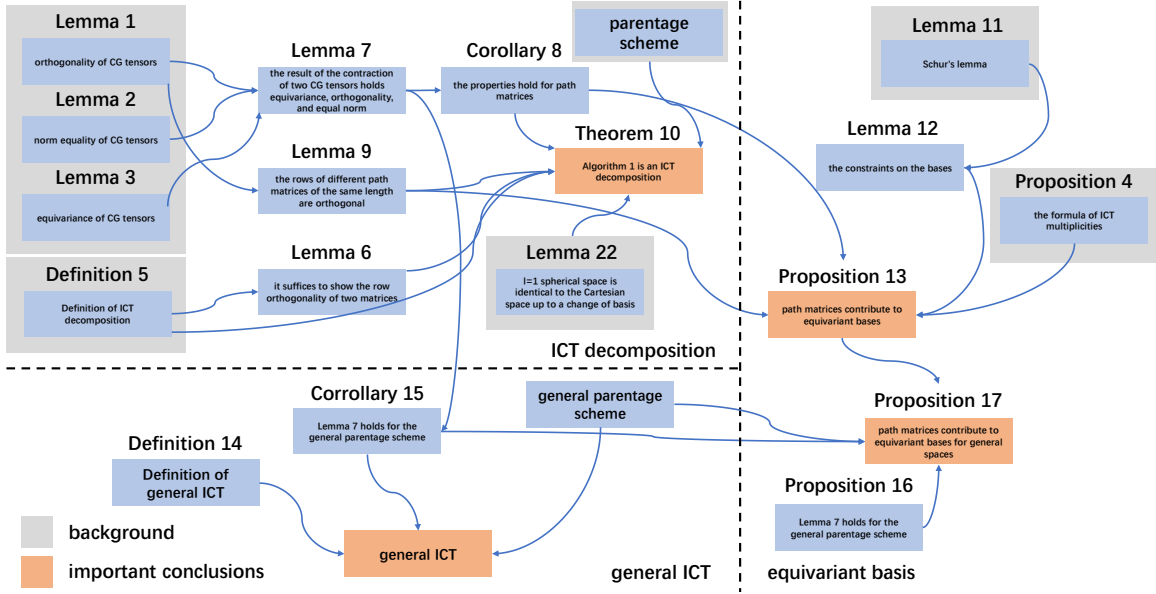 Lemma 1
orthogonality of CG tensors
Lemma 2
norm equality of CG tensors
Lemma 3
equivariance of CG tensors
Definition 5
Definition of ICT
decomposition
Lemma 7
the result of the contraction
of two CG tensors holds
equivariance, orthogonality,
and equal norm
Lemma 9
the rows of different path
matrices of the same length
are orthogonal
Lemma 6
it suffices to show the row
orthogonality of two matrices
Corollary 8
the properties hold for path
matrices
parentage
scheme
Theorem 10
Algorithm 1 is an ICT
decomposition
Lemma 22
l=1 spherical space is
identical to the Cartesian
space up to a change of basis
ICT decomposition
Lemma 11
Schur's lemma
Lemma 12
the constraints on the bases
Proposition 4
the formula of ICT
multiplicities
Proposition 13
path matrices contribute to
equivariant bases
Proposition 17
path matrices contribute to
equivariant bases for general
spaces
Proposition 16
Lemma 7 holds for the
general parentage scheme
equivariant basis
Corrollary 15
Lemma 7 holds for the
general parentage scheme
general parentage
scheme
Definition 14
Definition of
general ICT
general ICT
general ICT
background
important conclusions